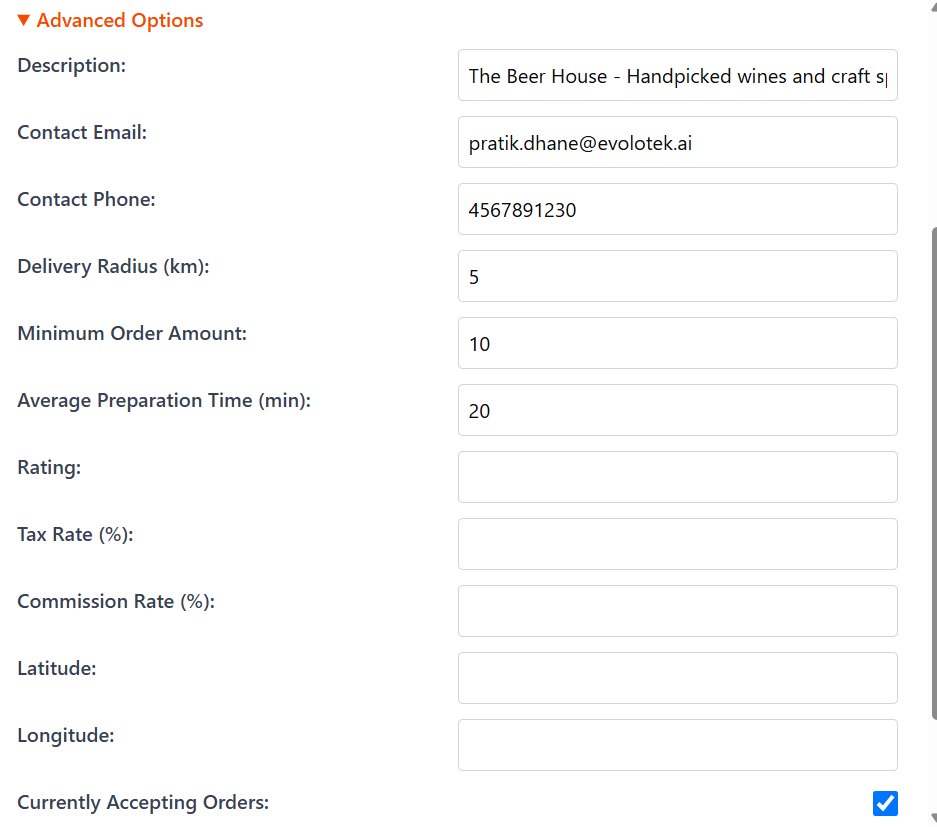 ▼ Advanced Options
Description: The Beer House - Handpicked wines and craft
Contact Email: pratik.dhane@evolotek.ai
Contact Phone: 4567891230
Delivery Radius (km): 5
Minimum Order Amount: 10
Average Preparation Time (min): 20
Rating:
Tax Rate (%):
Commission Rate (%):
Latitude:
Longitude:
Currently Accepting Orders: